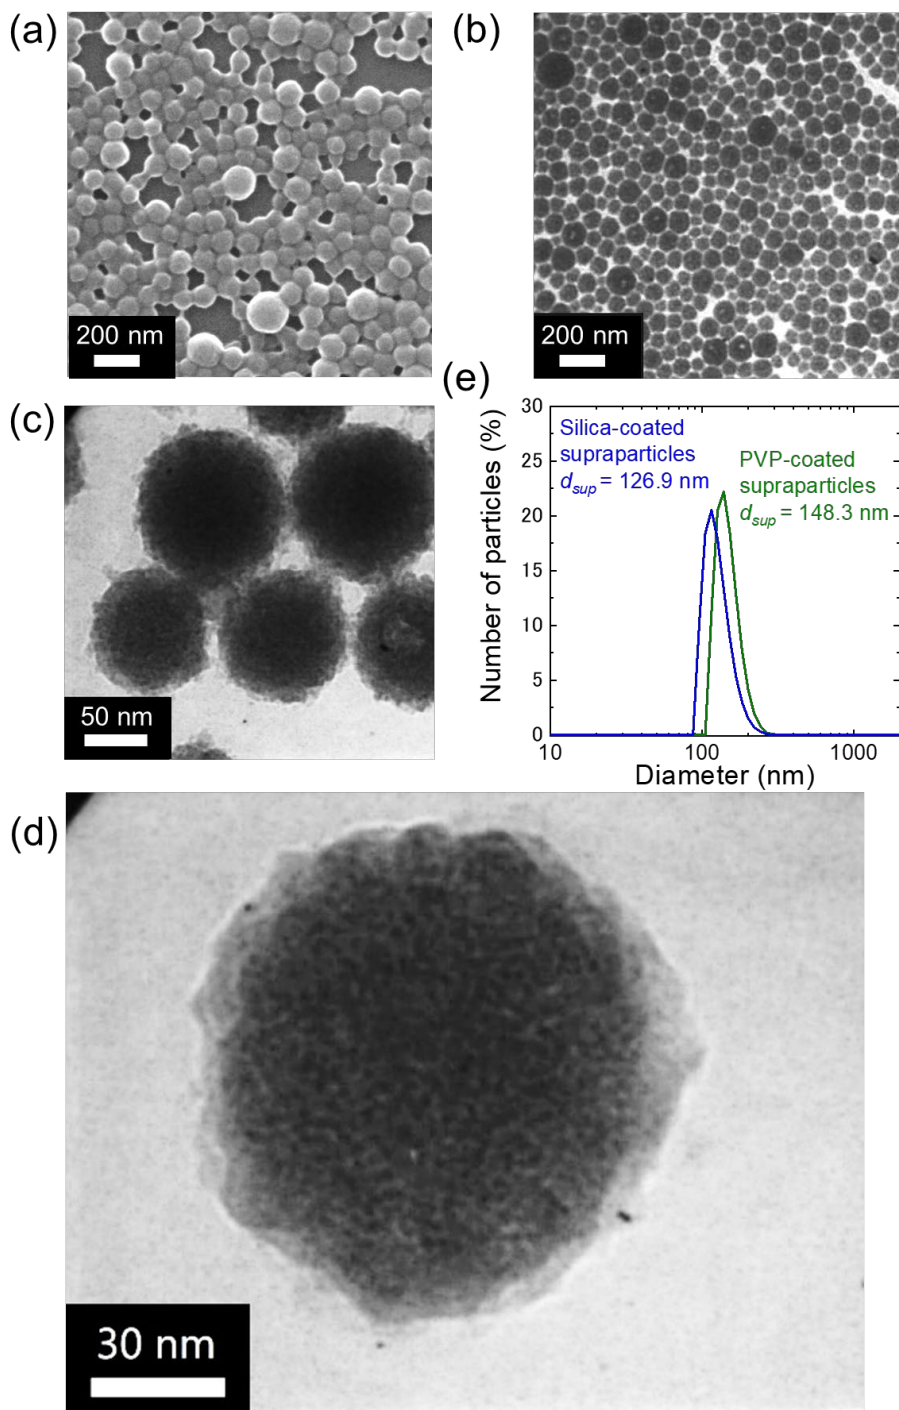 (a)
(b)
200 nm
200 nm
(c)
(e)
50 nm
Number of particles (%)
30
25
20
15
10
5
0
Silica-coated
supraparticles
dsup = 126.9 nm
PVP-coated
supraparticles
dsup = 148.3 nm
10
100
1000
Diameter (nm)
(d)
30 nm